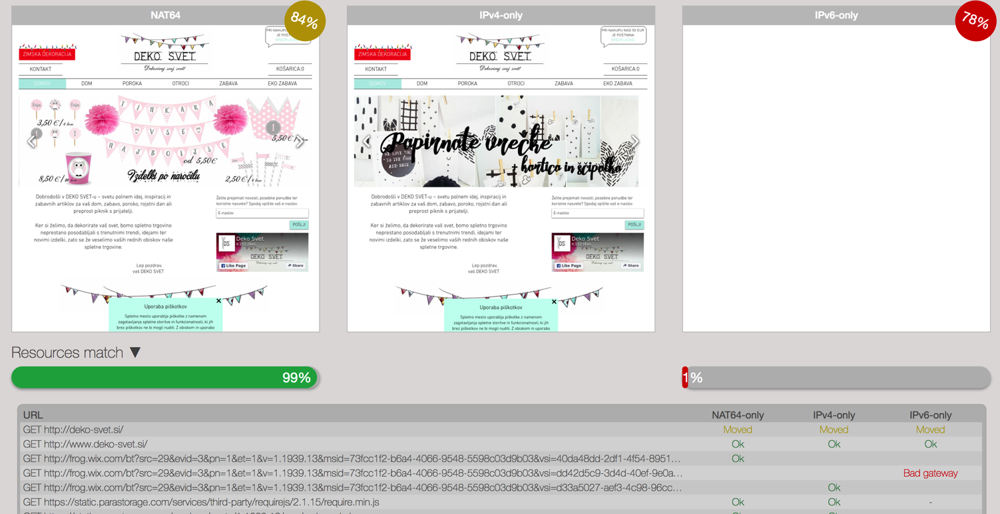 NAT64
84%
IPv4-only
IPv6-only
78%
PRI NAKUPU
JE POŠT
ZIMSKA DEKORACIJA
DEKO SVET
Dekoriraj svoj svet!
KONTAKT
KOŠARICA:0
DOMOV DOM POROKA OTROCI ZABAVA EKO ZABAVA
Enja Enja
TINKARA
3,50 €/
VSE
1
5,50€/
NAJBOLJŠE
od 5,50€
8,50 €/
Izdelki po naročilu
2,50 €/
Dobrodošli v DEKO SVET-u – svetu polnem idej, inspiracij in
zabavnih artiklov za vaš dom, zabavo, poroko, rojstni dan ali
preprost piknik s prijatelji.
Ker si želimo, da dekorirate vaš svet, bomo spletno trgovino
neprestano posodabljali s trenutnimi trendi, idejami ter
novimi izdelki, zato se že veselimo vaših rednih obiskov naše
spletne trgovine.
Lep pozdrav,
vaš DEKO SVET
Želite prejemati novosti, posebne ponudbe ter
koristne nasvete? Spodaj vpišite vaš e-naslov.
E-naslov
POŠLJI
DS.
Deko Svet
4.152 likes
DEKO SVET
Like Page
Share
Uporaba piškotkov
Spletno mesto uporablja piškotke z namenom
zagotavljanja spletne storitve in funkcionalnosti, ki jih
brez piškotkov ne bi mogli nuditi. Z obiskom in uporabo
PRI NAKUPU NAD 50 EUR
JE POŠTNINA
BREZPLAČNA!
ZIMSKA DEKORACIJA
DEKO SVET
Dekoriraj svoj svet!
KONTAKT
KOŠARICA:0
DOMOV DOM POROKA OTROCI ZABAVA EKO ZABAVA
Papirnate vrečke
+ kartica in ščipalka
WE LOVE YOU
TO THE MOON
AND BACK
Dobrodošli v DEKO SVET-u – svetu polnem idej, inspiracij in
zabavnih artiklov za vaš dom, zabavo, poroko, rojstni dan ali
preprost piknik s prijatelji.
Ker si želimo, da dekorirate vaš svet, bomo spletno trgovino
neprestano posodabljali s trenutnimi trendi, idejami ter
novimi izdelki, zato se že veselimo vaših rednih obiskov naše
spletne trgovine.
Lep pozdrav,
vaš DEKO SVET
Želite prejemati novosti, posebne ponudbe ter
koristne nasvete? Spodaj vpišite vaš e-naslov.
E-naslov
POŠLJI
DS.
Deko Svet
4.152 likes
DEKO SVET
Like Page
Share
Uporaba piškotkov
Spletno mesto uporablja piškotke z namenom
zagotavljanja spletne storitve in funkcionalnosti, ki jih
brez piškotkov ne bi mogli nuditi. Z obiskom in uporabo
Resources match ▼
99%
1%
URL NAT64-only IPv4-only IPv6-only
GET http://deko-svet.si/ Moved Moved Moved
GET http://www.deko-svet.si/ Ok Ok Ok
GET http://frog.wix.com/bt?src=29&evid=3&pn=1&et=1&v=1.1939.13&msid=73fcc1f2-b6a4-4066-9548-5598c03d9b03&vsi=40da48dd-2df1-4f54-8951... Ok
GET http://frog.wix.com/bt?src=29&evid=3&pn=1&et=1&v=1.1939.13&msid=73fcc1f2-b6a4-4066-9548-5598c03d9b03&vsi=dd42d5c9-3d4d-40ef-9e0a... Bad gateway
GET http://frog.wix.com/bt?src=29&evid=3&pn=1&et=1&v=1.1939.13&msid=73fcc1f2-b6a4-4066-9548-5598c03d9b03&vsi=d33a5027-aef3-4c98-96cc... Ok
GET https://static.parastorage.com/services/third-party/requirejs/2.1.15/require.min.js Ok Ok -